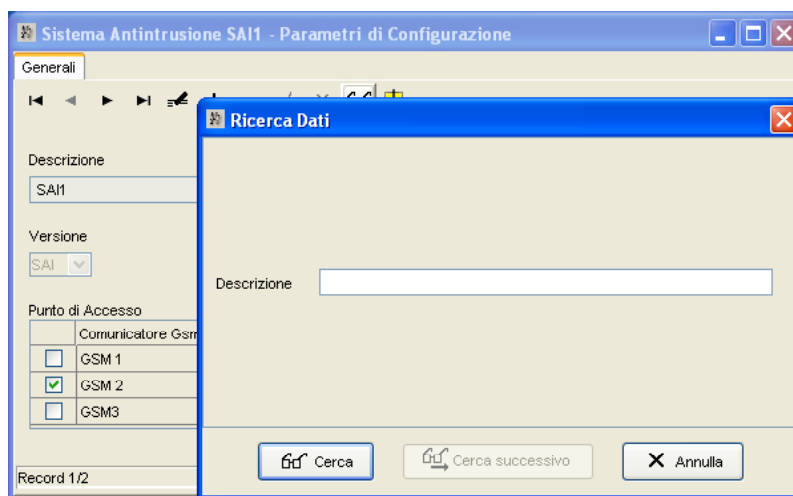 Sistema Antintrusione SAI1 - Parametri di Configurazione
Generali
Ricerca Dati
Descrizione
SAI1
Versione
SAI
Descrizione
Punto di Accesso
Comunicatore Gsm
GSM 1
GSM 2
GSM3
Cerca
Cerca successivo
Annulla
Record 1/2